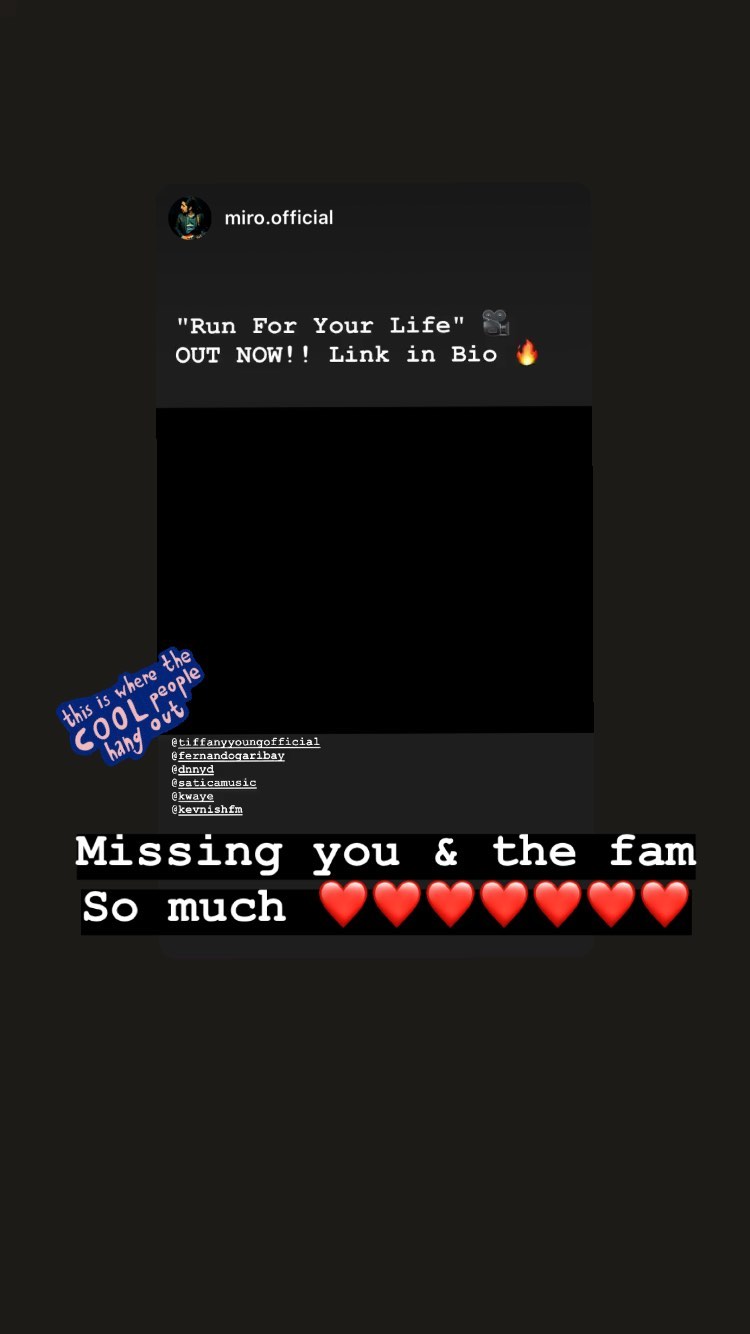 miro.official
"Run For Your Life" 🎥
OUT NOW!! Link in Bio 🔥
this is where the
COOL people
hang out
@tiffanyyoungofficial
@fernandogaribay
@dnnyd
@saticamusic
@kwaye
@kevnishfm
Missing you & the fam
So much ❤️❤️❤️❤️❤️❤️❤️